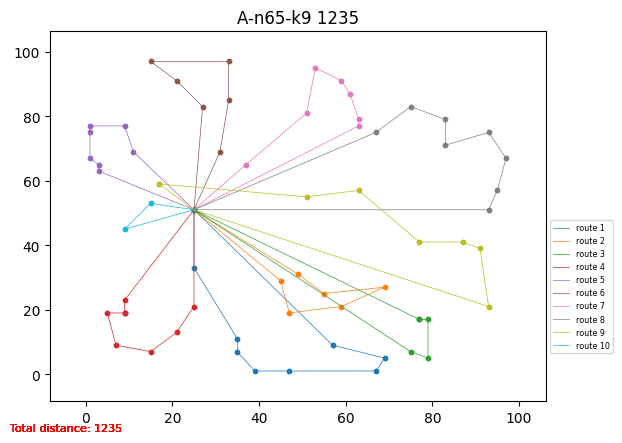 A-n65-k9 1235
100
80
60
40
20
0
0 20 40 60 80 100
route 1
route 2
route 3
route 4
route 5
route 6
route 7
route 8
route 9
route 10
Total distance: 1235